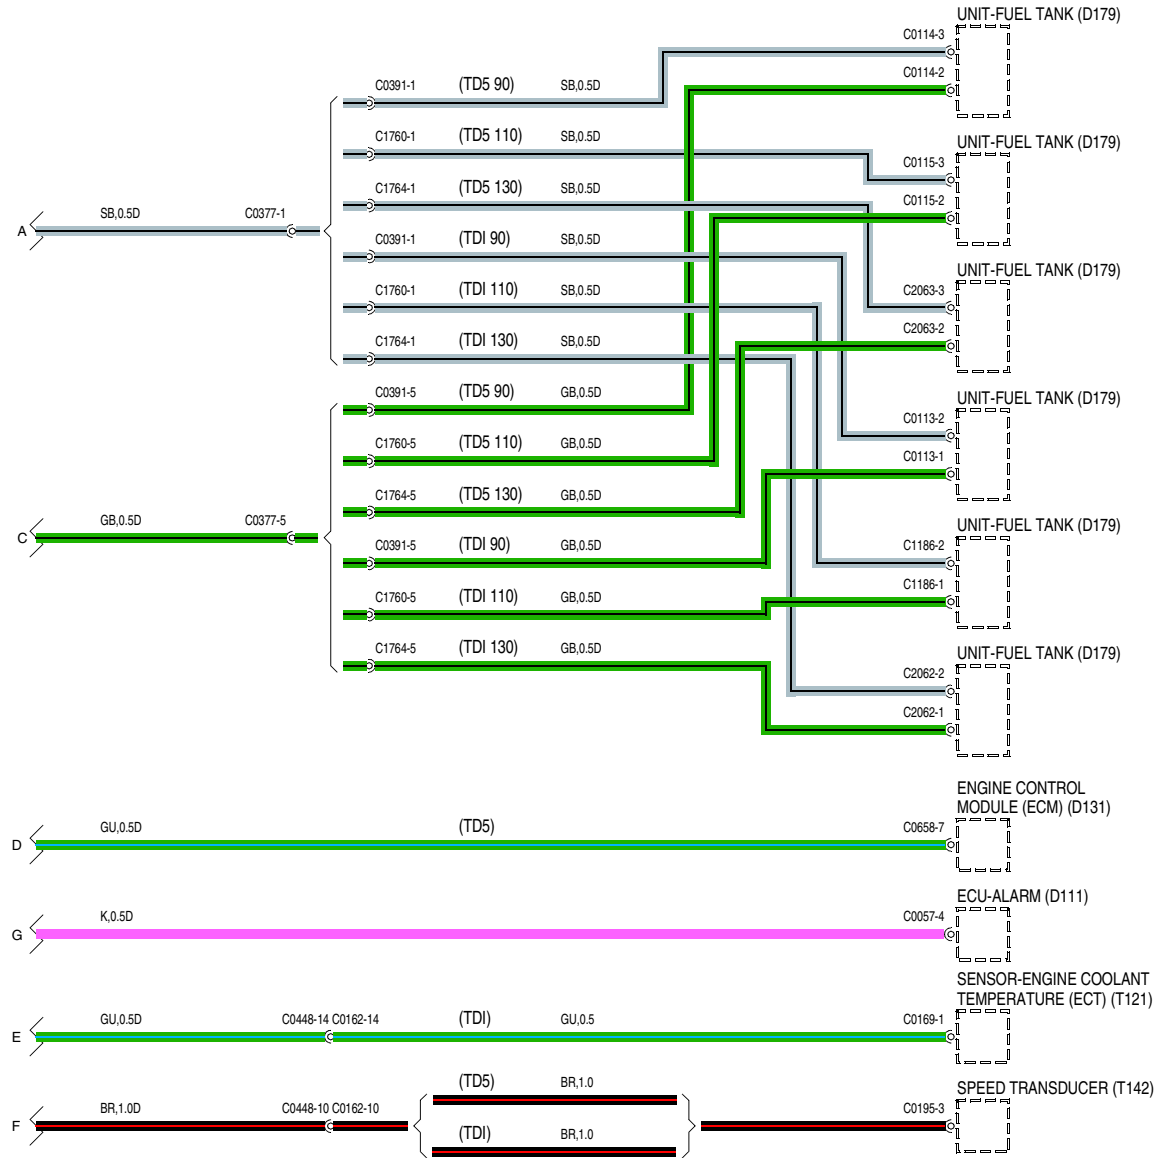 UNIT-FUEL TANK (D179)
C0114-3
C0114-2
C0391-1 (TD5 90) SB,0.5D
UNIT-FUEL TANK (D179)
C1760-1 (TD5 110) SB,0.5D
C0115-3
C1764-1 (TD5 130) SB,0.5D
C0115-2
A SB,0.5D C0377-1
C0391-1 (TDI 90) SB,0.5D
UNIT-FUEL TANK (D179)
C1760-1 (TDI 110) SB,0.5D
C2063-3
C2063-2
C1764-1 (TDI 130) SB,0.5D
C0391-5 (TD5 90) GB,0.5D
UNIT-FUEL TANK (D179)
C0113-2
C1760-5 (TD5 110) GB,0.5D
C0113-1
C1764-5 (TD5 130) GB,0.5D
C GB,0.5D C0377-5
UNIT-FUEL TANK (D179)
C0391-5 (TDI 90) GB,0.5D
C1186-2
C1186-1
C1760-5 (TDI 110) GB,0.5D
C1764-5 (TDI 130) GB,0.5D
UNIT-FUEL TANK (D179)
C2062-2
C2062-1
ENGINE CONTROL
MODULE (ECM) (D131)
D GU,0.5D (TD5) C0658-7
ECU-ALARM (D111)
G K,0.5D C0057-4
SENSOR-ENGINE COOLANT
TEMPERATURE (ECT) (T121)
E GU,0.5D C0448-14 C0162-14 (TDI) GU,0.5 C0169-1
(TD5) BR,1.0
SPEED TRANSDUCER (T142)
F BR,1.0D C0448-10 C0162-10 C0195-3
(TDI) BR,1.0